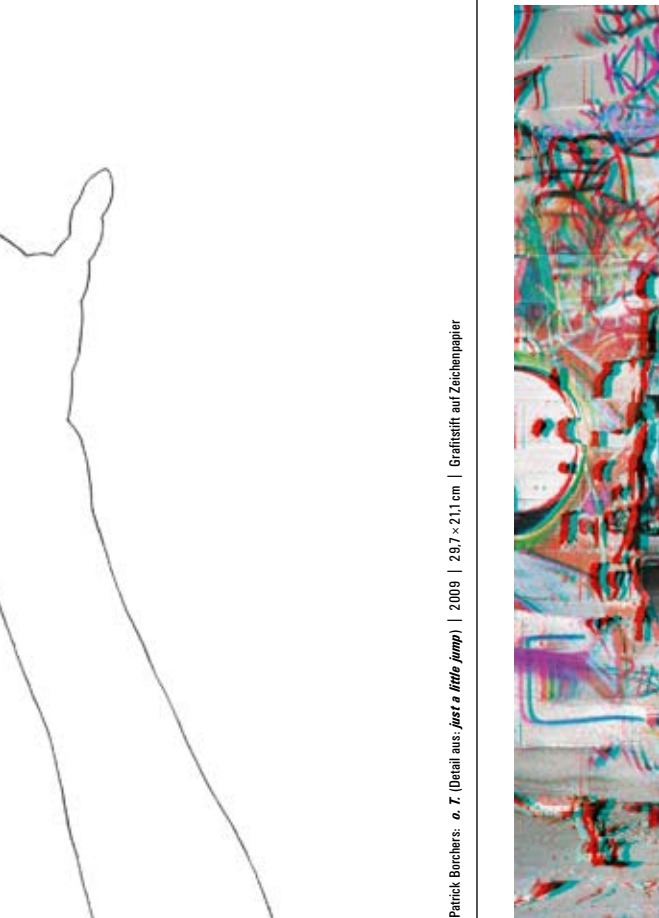 Patrick Borchers: o. T. (Detail aus: just a little jump) | 2009 | 29,7 × 21,1 cm | Grafitstift auf Zeichenpapier